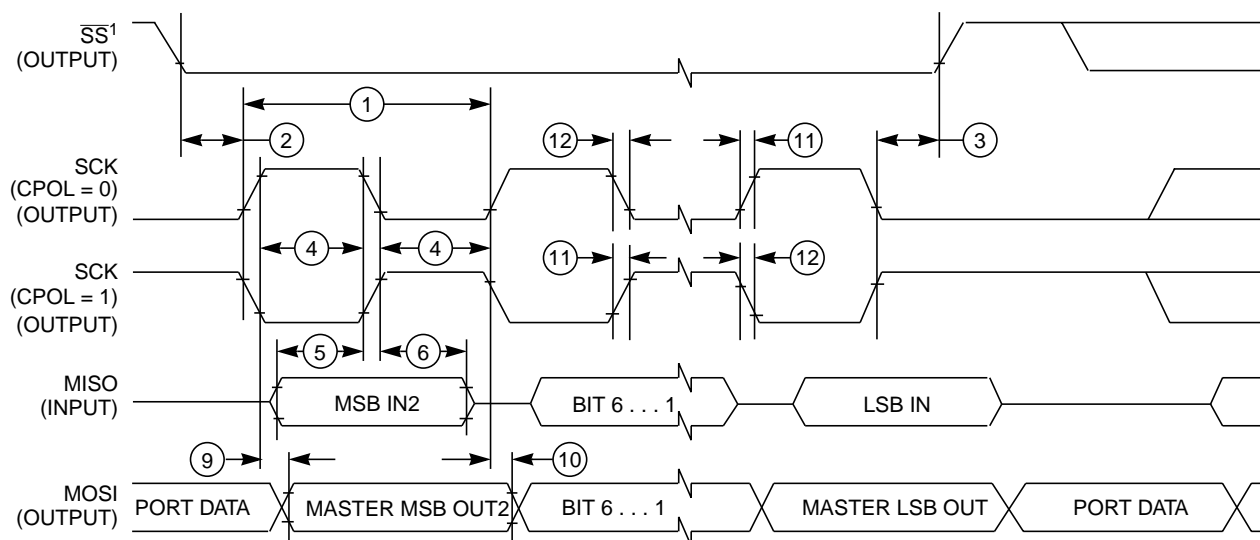 SS¹
(OUTPUT)
1
2
12
11
3
SCK
(CPOL = 0)
(OUTPUT)
4
4
SCK
(CPOL = 1)
(OUTPUT)
11
12
5
6
MISO
(INPUT)
MSB IN2
BIT 6 . . . 1
LSB IN
9
10
MOSI
(OUTPUT)
PORT DATA
MASTER MSB OUT2
BIT 6 . . . 1
MASTER LSB OUT
PORT DATA